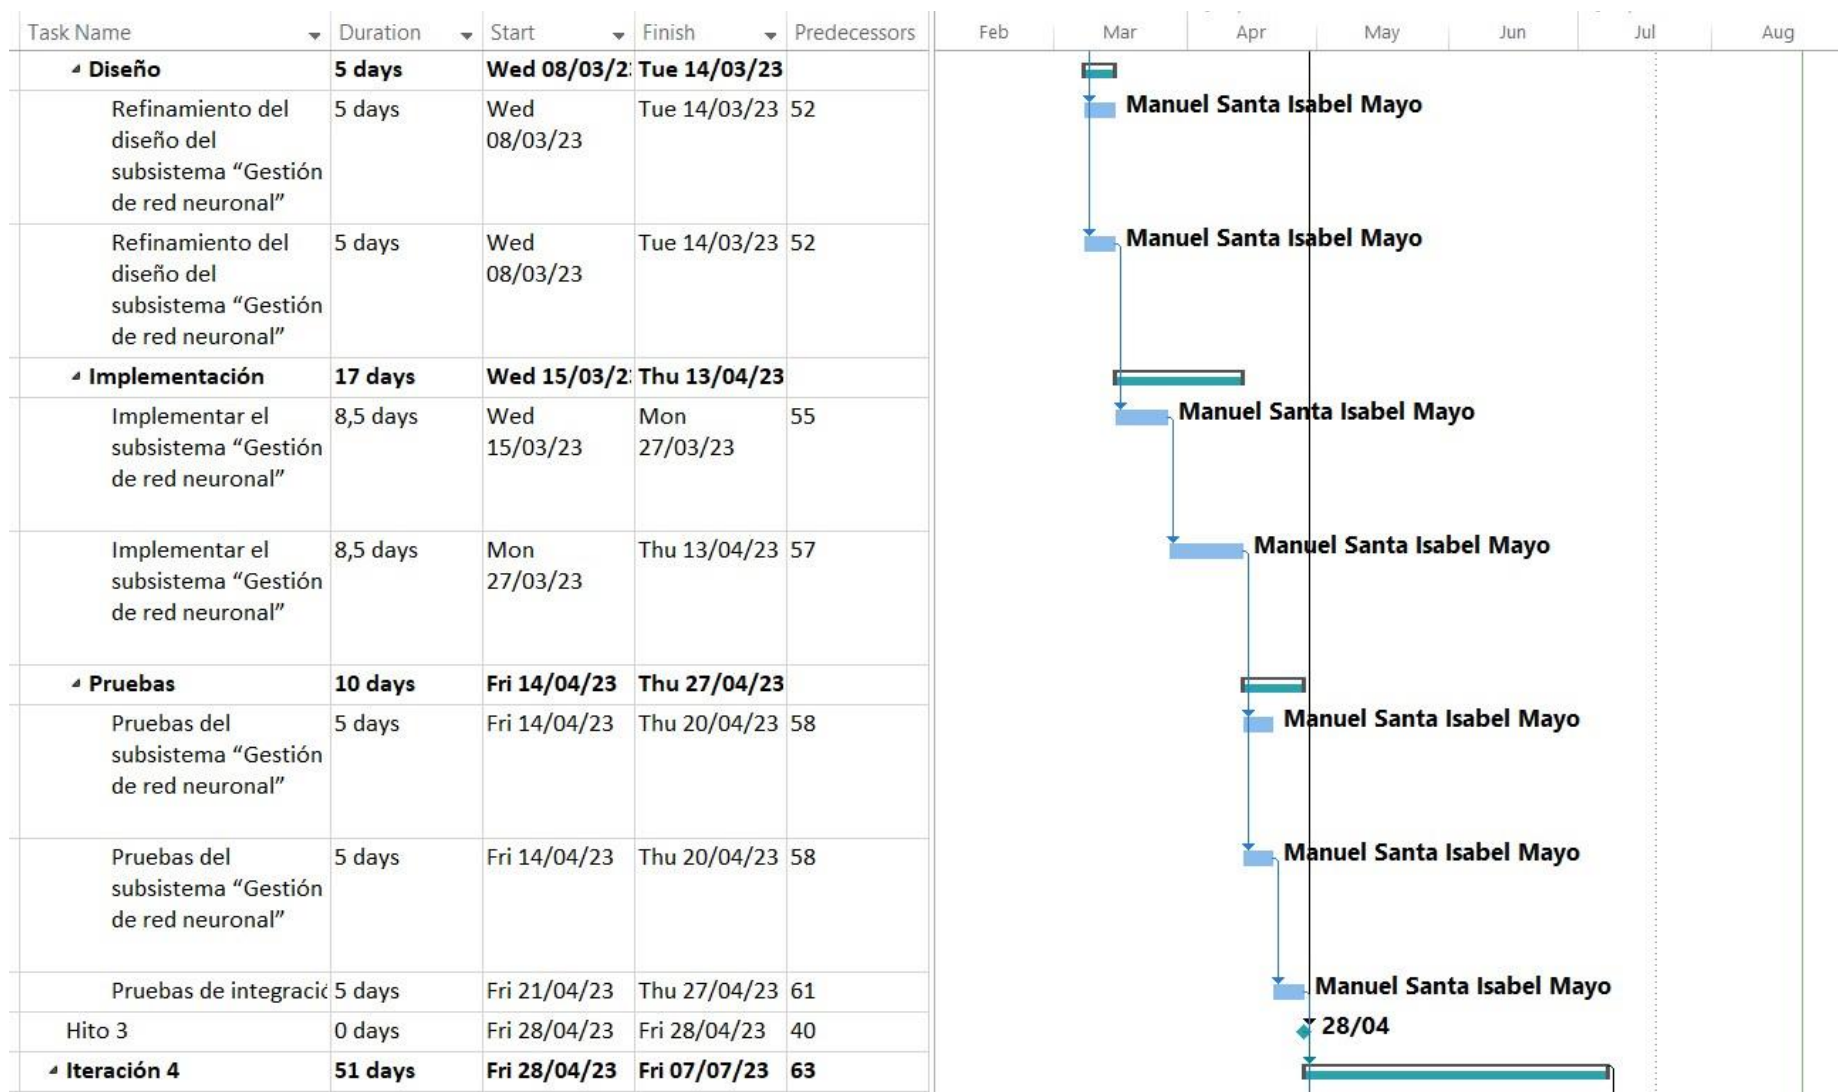 Task Name Duration Start Finish Predecessors Feb Mar Apr May Jun Jul Aug
Diseño 5 days Wed 08/03/2 Tue 14/03/23
Refinamiento del 5 days Wed Tue 14/03/23 52 Manuel Santa Isabel Mayo
diseño del 08/03/23
subsistema “Gestión
de red neuronal”
Refinamiento del 5 days Wed Tue 14/03/23 52 Manuel Santa Isabel Mayo
diseño del 08/03/23
subsistema “Gestión
de red neuronal”
Implementación 17 days Wed 15/03/2 Thu 13/04/23
Implementar el 8,5 days Wed Mon 55 Manuel Santa Isabel Mayo
subsistema “Gestión 15/03/23 27/03/23
de red neuronal”
Implementar el 8,5 days Mon Thu 13/04/23 57 Manuel Santa Isabel Mayo
subsistema “Gestión 27/03/23
de red neuronal”
Pruebas 10 days Fri 14/04/23 Thu 27/04/23
Pruebas del 5 days Fri 14/04/23 Thu 20/04/23 58 Manuel Santa Isabel Mayo
subsistema “Gestión
de red neuronal”
Pruebas del 5 days Fri 14/04/23 Thu 20/04/23 58 Manuel Santa Isabel Mayo
subsistema “Gestión
de red neuronal”
Pruebas de integració 5 days Fri 21/04/23 Thu 27/04/23 61 Manuel Santa Isabel Mayo
Hito 3 0 days Fri 28/04/23 Fri 28/04/23 40 28/04
Iteración 4 51 days Fri 28/04/23 Fri 07/07/23 63